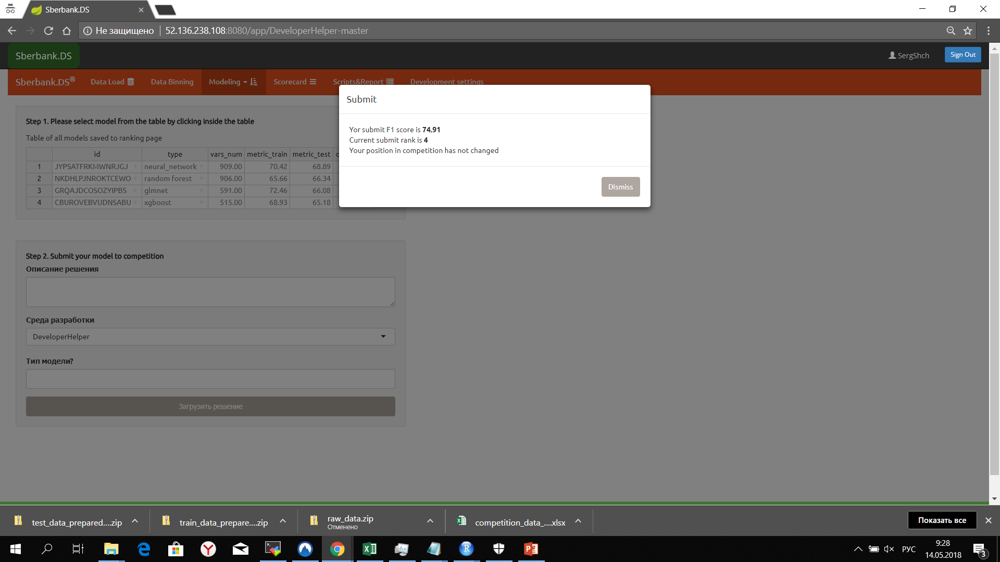 Sberbank.DS
Не защищено 52.136.238.108:8080/app/DeveloperHelper-master
Sberbank.DS SergShch Sign Out
Sberbank.DS® Data Load Data Binning Modeling Scorecard Scripts&Report Development settings
Submit
Yor submit F1 score is 74.91
Current submit rank is 4
Your position in competition has not changed
Dismiss
Step 1. Please select model from the table by clicking inside the table
Table of all models saved to ranking page
id type vars_num metric_train metric_test
1 JYPSATFRKMWNRJGJ neural_network 909.00 70.42 68.89
2 NKDHLPJNROKTCEWO random forest 906.00 65.66 66.34
3 GRQAJDCOSOZYIPBS glmnet 591.00 72.46 66.08
4 CBUROVEBVUDNSABU xgboost 515.00 68.93 65.18
Step 2. Submit your model to competition
Описание решения
Среда разработки
DeveloperHelper
Тип модели?
Загрузить решение
test_data_prepared....zip train_data_prepare....zip raw_data.zip competition_data_....xlsx Показать все
Отменено
РУС 9:28
14.05.2018 3